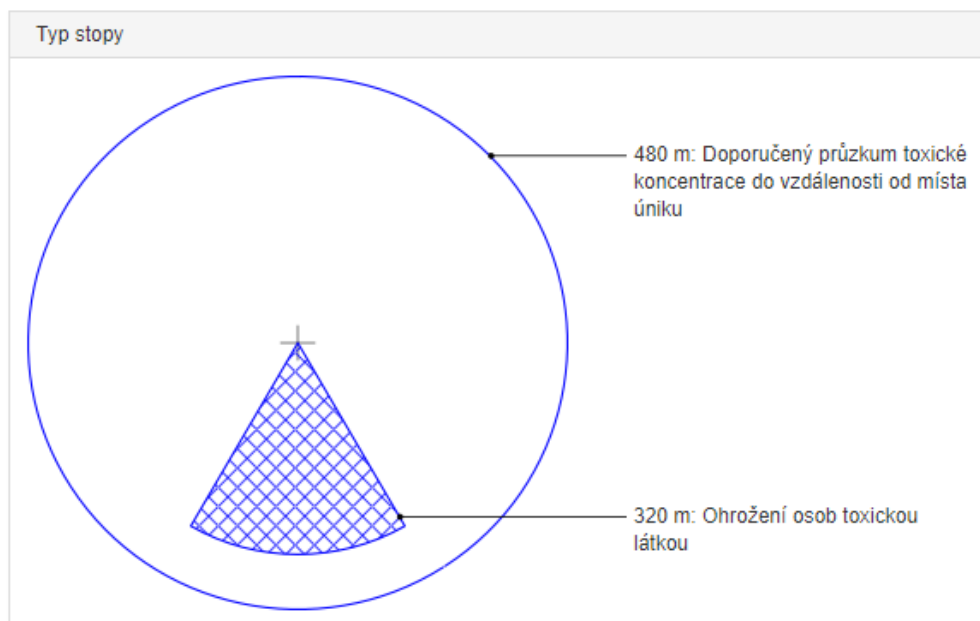 Typ stopy
480 m: Doporučený průzkum toxické
koncentrace do vzdálenosti od místa
úniku
320 m: Ohrožení osob toxickou
látkou